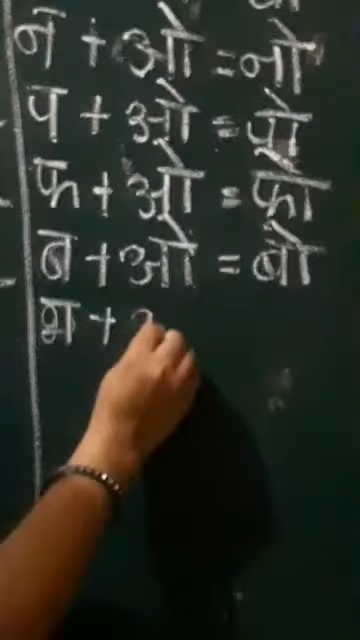 न + ओ = नो
प + ओ = पो
फ + ओ = फो
ब + ओ = बो
भ +